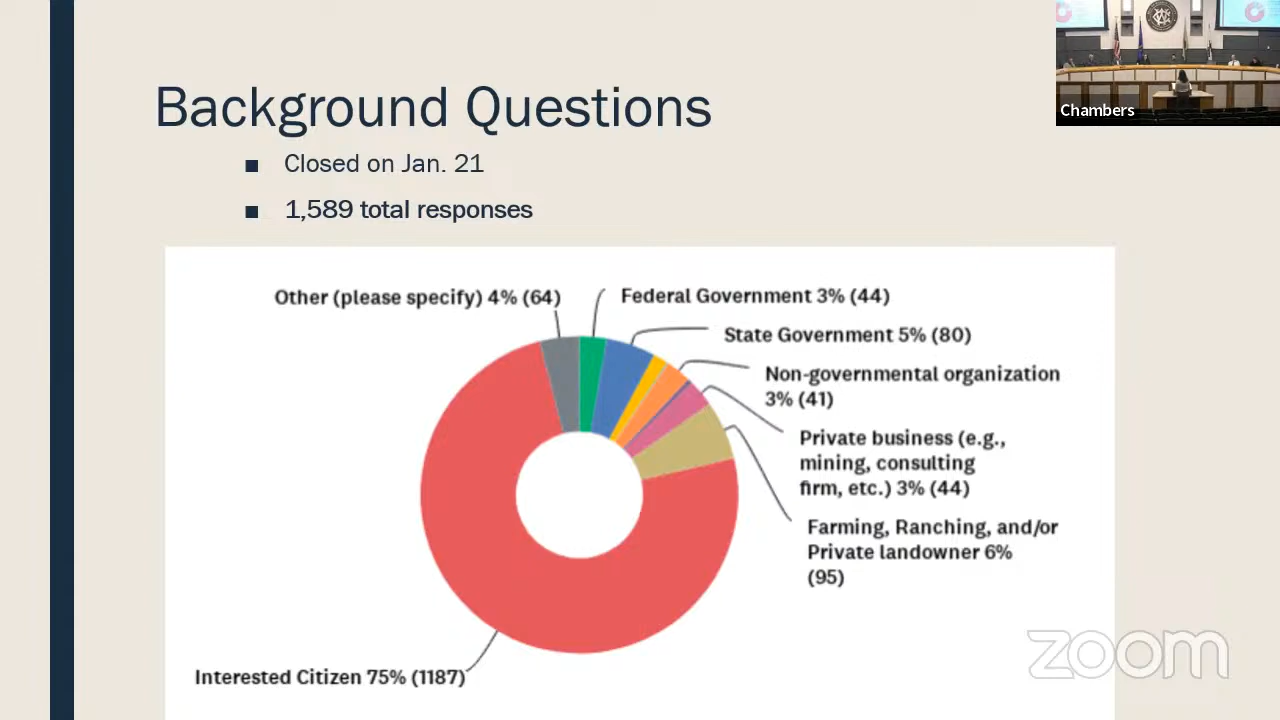 Background Questions
Closed on Jan. 21
1,589 total responses
Chambers
Other (please specify) 4% (64)
Federal Government 3% (44)
State Government 5% (80)
Non-governmental organization
3% (41)
Private business (e.g.,
mining, consulting
firm, etc.) 3% (44)
Farming, Ranching, and/or
Private landowner 6%
(95)
Interested Citizen 75% (1187)
zoom